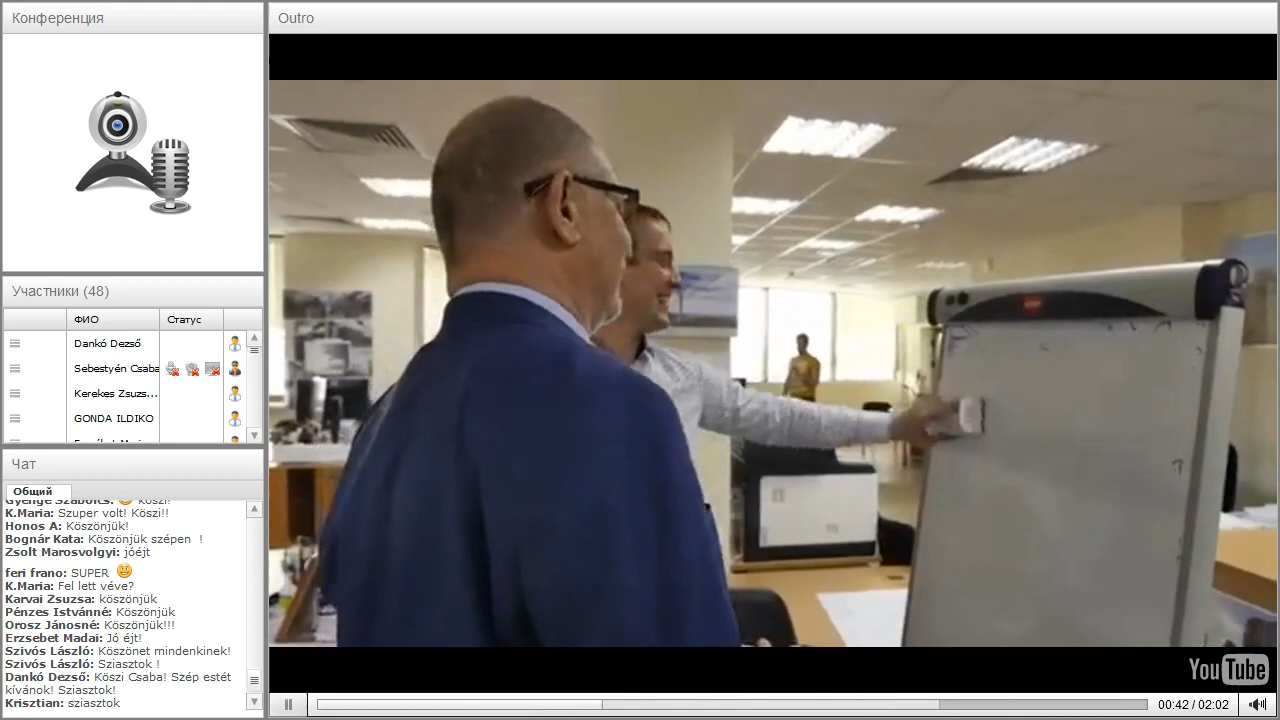 Конференция
Outro
Участники (48)
ФИО Статус
Dankó Dezső
Sebestyén Csaba
Kerekes Zsuzs...
GONDA ILDIKO
Чат
Общий
Gyenge Szabolcs: Köszi!
K.Maria: Szuper volt! Köszi!!
Honos A: Köszönjük!
Bognár Kata: Köszönjük szépen !
Zsolt Marosvolgyi: jóéjt
feri frano: SUPER
K.Maria: Fel lett véve?
Karvai Zsuzsa: köszönjük
Pénzes Istvánné: Köszönjük
Orosz Jánosné: Köszönjük!!!
Erzsebet Madai: Jó éjt!
Szivós László: Köszönet mindenkinek!
Szivós László: Sziasztok !
Dankó Dezső: Köszi Csaba! Szép estét
kívánok! Sziasztok!
Krisztian: sziasztok
YouTube
00:42 / 02:02